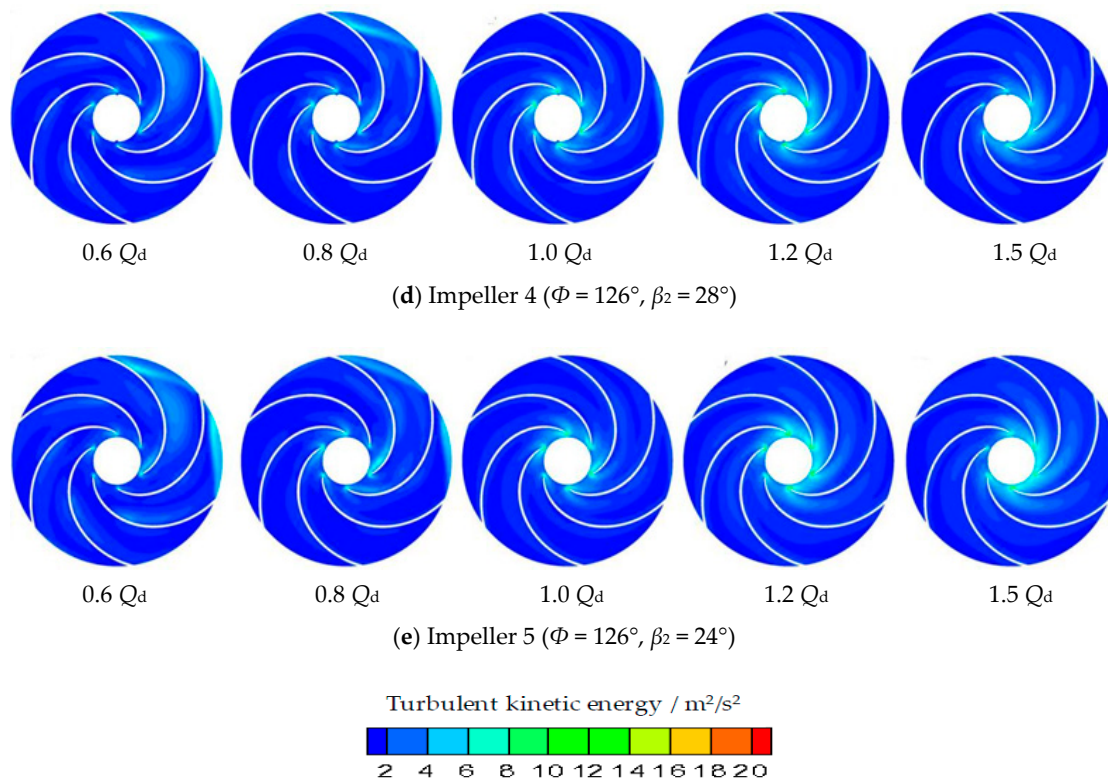 0.6 Qd 0.8 Qd 1.0 Qd 1.2 Qd 1.5 Qd
(d) Impeller 4 (Φ = 126°, β2 = 28°)
0.6 Qd 0.8 Qd 1.0 Qd 1.2 Qd 1.5 Qd
(e) Impeller 5 (Φ = 126°, β2 = 24°)
Turbulent kinetic energy / m²/s²
2 4 6 8 10 12 14 16 18 20